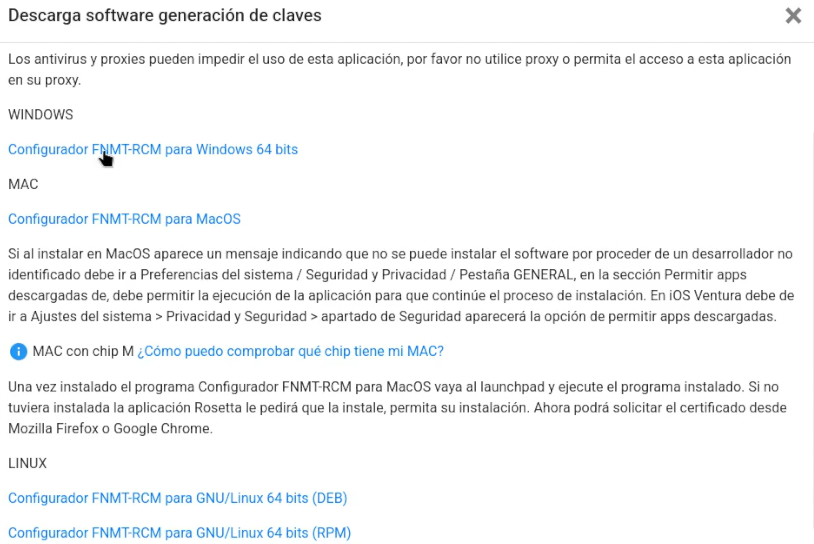 Descarga software generación de claves
Los antivirus y proxies pueden impedir el uso de esta aplicación, por favor no utilice proxy o permita el acceso a esta aplicación
en su proxy.
WINDOWS
Configurador FNMT-RCM para Windows 64 bits
MAC
Configurador FNMT-RCM para MacOS
Si al instalar en MacOS aparece un mensaje indicando que no se puede instalar el software por proceder de un desarrollador no
identificado debe ir a Preferencias del sistema / Seguridad y Privacidad / Pestaña GENERAL, en la sección Permitir apps
descargadas de, debe permitir la ejecución de la aplicación para que continúe el proceso de instalación. En iOS Ventura debe de
ir a Ajustes del sistema > Privacidad y Seguridad > apartado de Seguridad aparecerá la opción de permitir apps descargadas.
MAC con chip M ¿Cómo puedo comprobar qué chip tiene mi MAC?
Una vez instalado el programa Configurador FNMT-RCM para MacOS vaya al launchpad y ejecute el programa instalado. Si no
tuviera instalada la aplicación Rosetta le pedirá que la instale, permita su instalación. Ahora podrá solicitar el certificado desde
Mozilla Firefox o Google Chrome.
LINUX
Configurador FNMT-RCM para GNU/Linux 64 bits (DEB)
Configurador FNMT-RCM para GNU/Linux 64 bits (RPM)